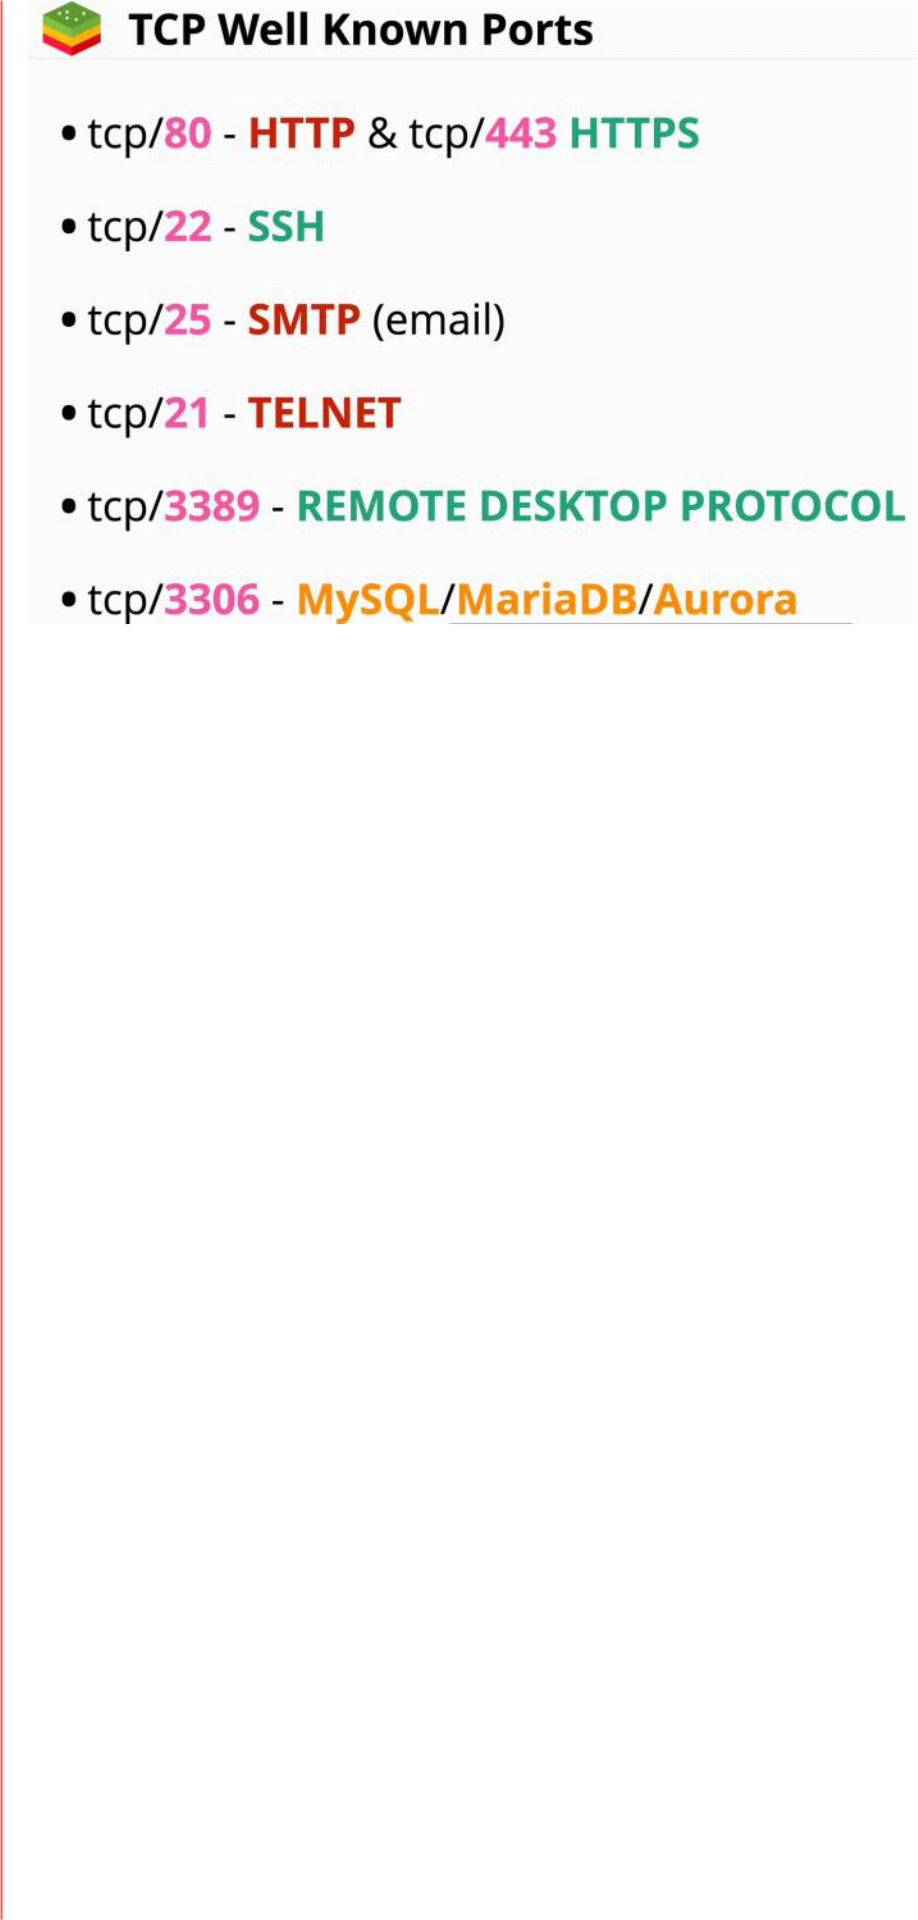 TCP Well Known Ports
• tcp/80 - HTTP & tcp/443 HTTPS
• tcp/22 - SSH
• tcp/25 - SMTP (email)
• tcp/21 - TELNET
• tcp/3389 - REMOTE DESKTOP PROTOCOL
• tcp/3306 - MySQL/MariaDB/Aurora